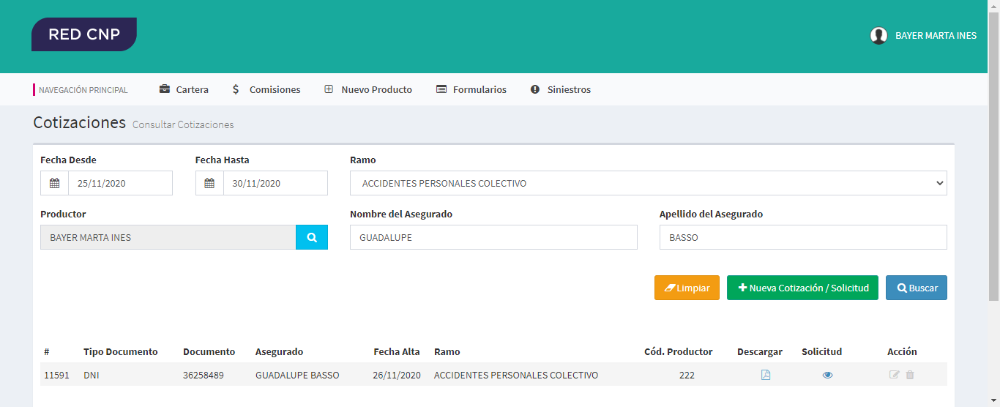 RED CNP
BAYER MARTA INES
NAVEGACIÓN PRINCIPAL Cartera $ Comisiones Nuevo Producto Formularios Siniestros
Cotizaciones Consultar Cotizaciones
Fecha Desde Fecha Hasta Ramo
25/11/2020 30/11/2020 ACCIDENTES PERSONALES COLECTIVO
Productor Nombre del Asegurado Apellido del Asegurado
BAYER MARTA INES GUADALUPE BASSO
Limpiar + Nueva Cotización / Solicitud Buscar
# Tipo Documento Documento Asegurado Fecha Alta Ramo Cód. Productor Descargar Solicitud Acción
11591 DNI 36258489 GUADALUPE BASSO 26/11/2020 ACCIDENTES PERSONALES COLECTIVO 222